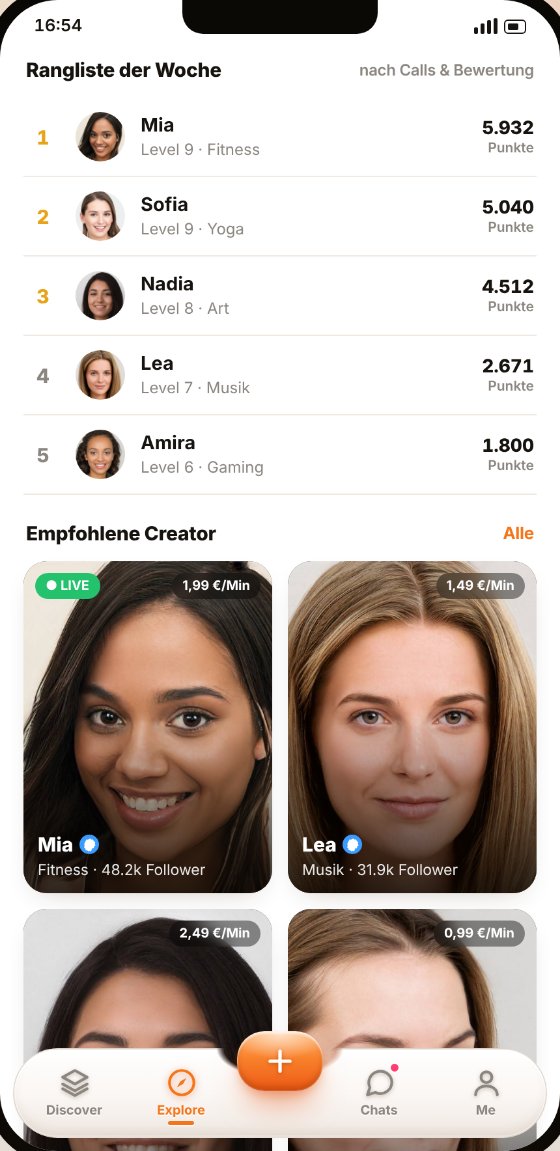 16:54
Rangliste der Woche
nach Calls & Bewertung
1
Mia
Level 9 · Fitness
5.932
Punkte
2
Sofia
Level 9 · Yoga
5.040
Punkte
3
Nadia
Level 8 · Art
4.512
Punkte
4
Lea
Level 7 · Musik
2.671
Punkte
5
Amira
Level 6 · Gaming
1.800
Punkte
Empfohlene Creator
Alle
LIVE
1,99 €/Min
Mia
Fitness · 48.2k Follower
1,49 €/Min
Lea
Musik · 31.9k Follower
2,49 €/Min
0,99 €/Min
Discover
Explore
Chats
Me